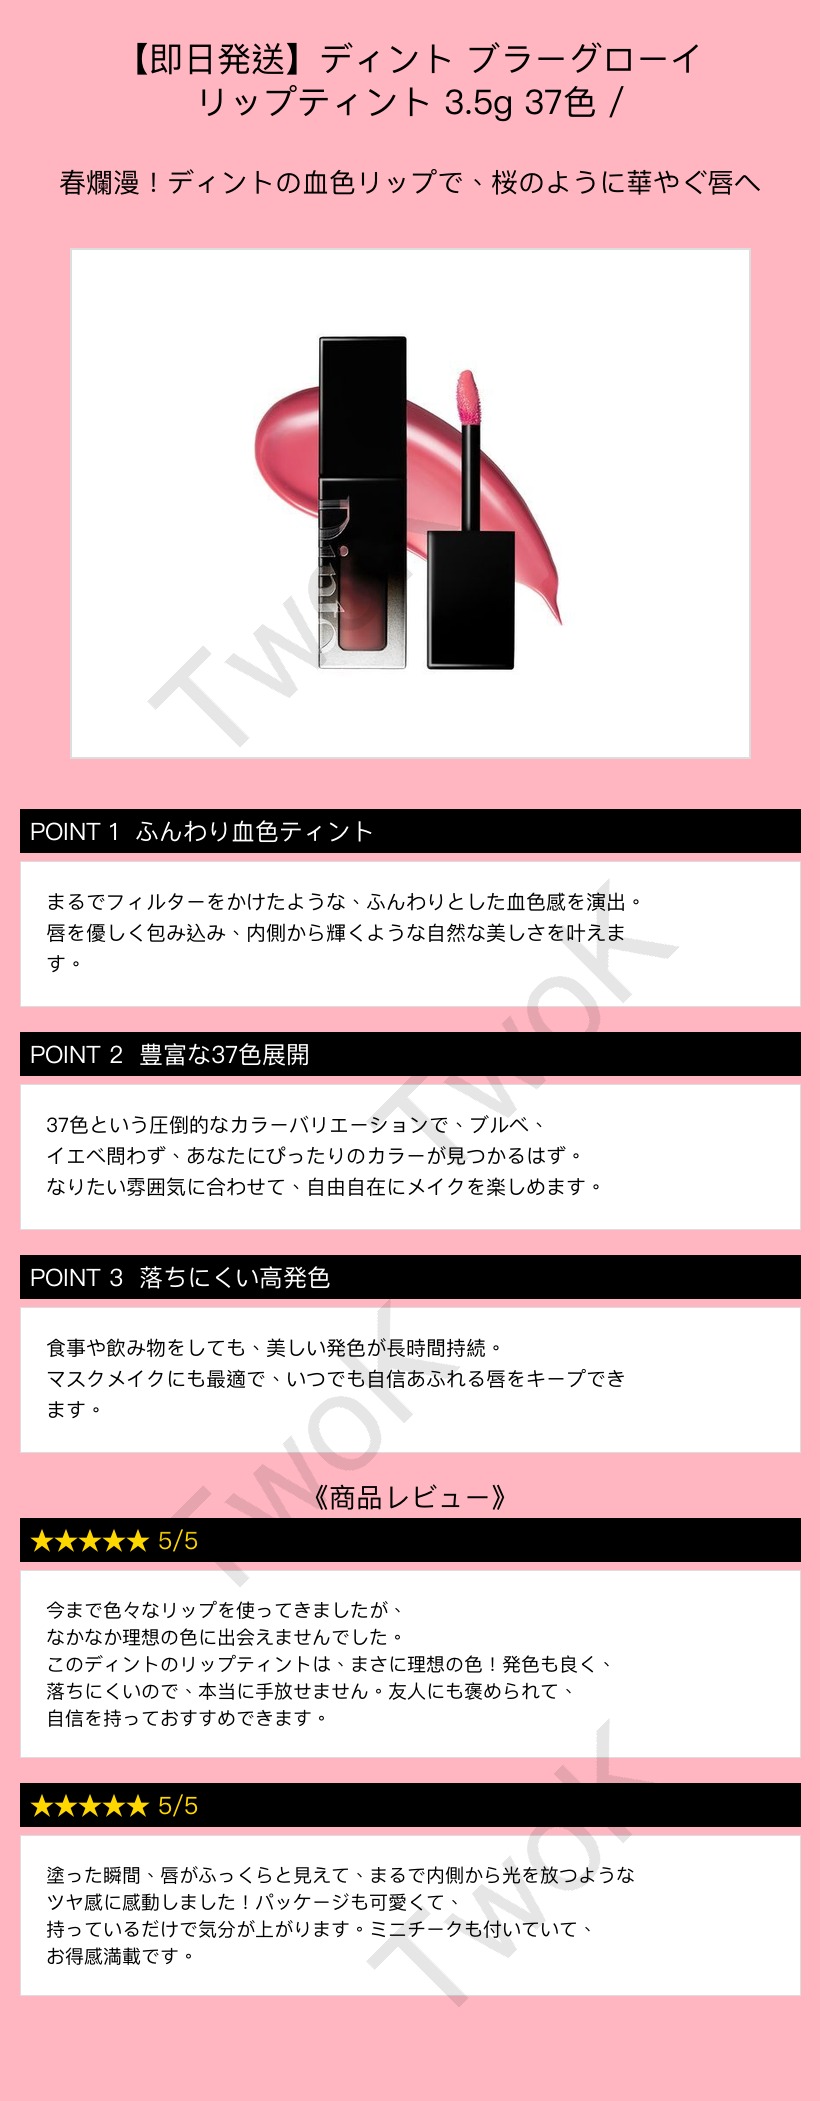 【即日発送】ディント ブラーグローイ
リップティント 3.5g 37色 /
春爛漫！ディントの血色リップで、桜のように華やぐ唇へ
Dinto
TwoK
POINT 1 ふんわり血色ティント
まるでフィルターをかけたような、ふんわりとした血色感を演出。
唇を優しく包み込み、内側から輝くような自然な美しさを叶えま
す。
TwoK
POINT 2 豊富な37色展開
37色という圧倒的なカラーバリエーションで、ブルベ、
イエベ問わず、あなたにぴったりのカラーが見つかるはず。
なりたい雰囲気に合わせて、自由自在にメイクを楽しめます。
POINT 3 落ちにくい高発色
食事や飲み物をしても、美しい発色が長時間持続。
マスクメイクにも最適で、いつでも自信あふれる唇をキープでき
ます。
TwoK
《商品レビュー》
★★★★★ 5/5
今まで色々なリップを使ってきましたが、
なかなか理想の色に出会えませんでした。
このディントのリップティントは、まさに理想の色！発色も良く、
落ちにくいので、本当に手放せません。友人にも褒められて、
自信を持っておすすめできます。
★★★★★ 5/5
塗った瞬間、唇がふっくらと見えて、まるで内側から光を放つような
ツヤ感に感動しました！パッケージも可愛くて、
持っているだけで気分が上がります。ミニチークも付いていて、
お得感満載です。
TwoK